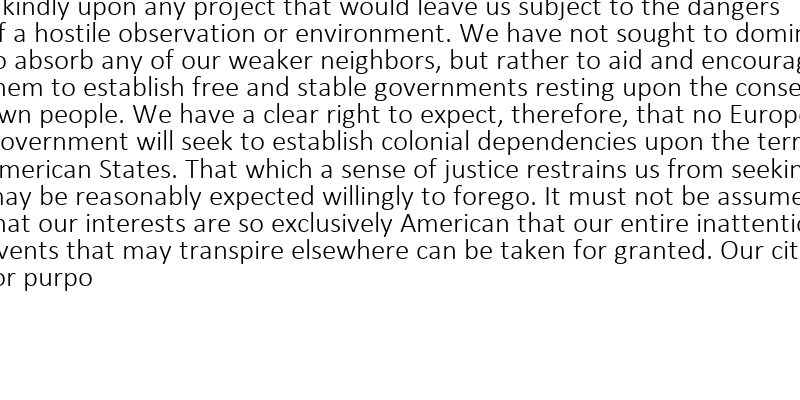 kindly upon any project that would leave us subject to the dangers
f a hostile observation or environment. We have not sought to domin
o absorb any of our weaker neighbors, but rather to aid and encourag
hem to establish free and stable governments resting upon the conse
wn people. We have a clear right to expect, therefore, that no Europe
overnment will seek to establish colonial dependencies upon the terr
merican States. That which a sense of justice restrains us from seekin
may be reasonably expected willingly to forego. It must not be assume
hat our interests are so exclusively American that our entire inattentio
vents that may transpire elsewhere can be taken for granted. Our citi
or purpo